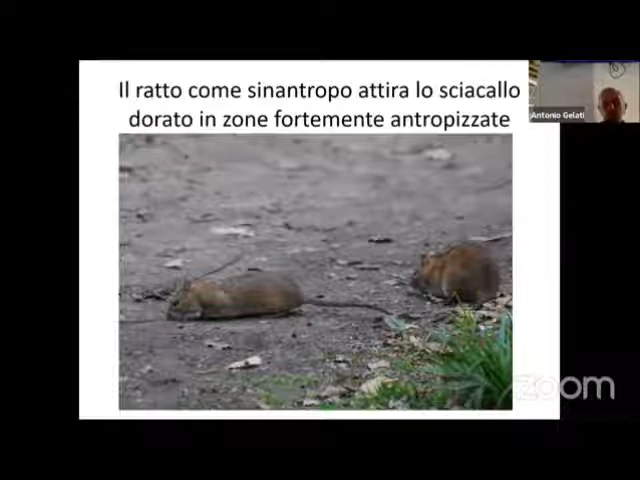 Il ratto come sinantropo attira lo sciacallo
dorato in zone fortemente antropizzate
Antonio Gelati
zoom